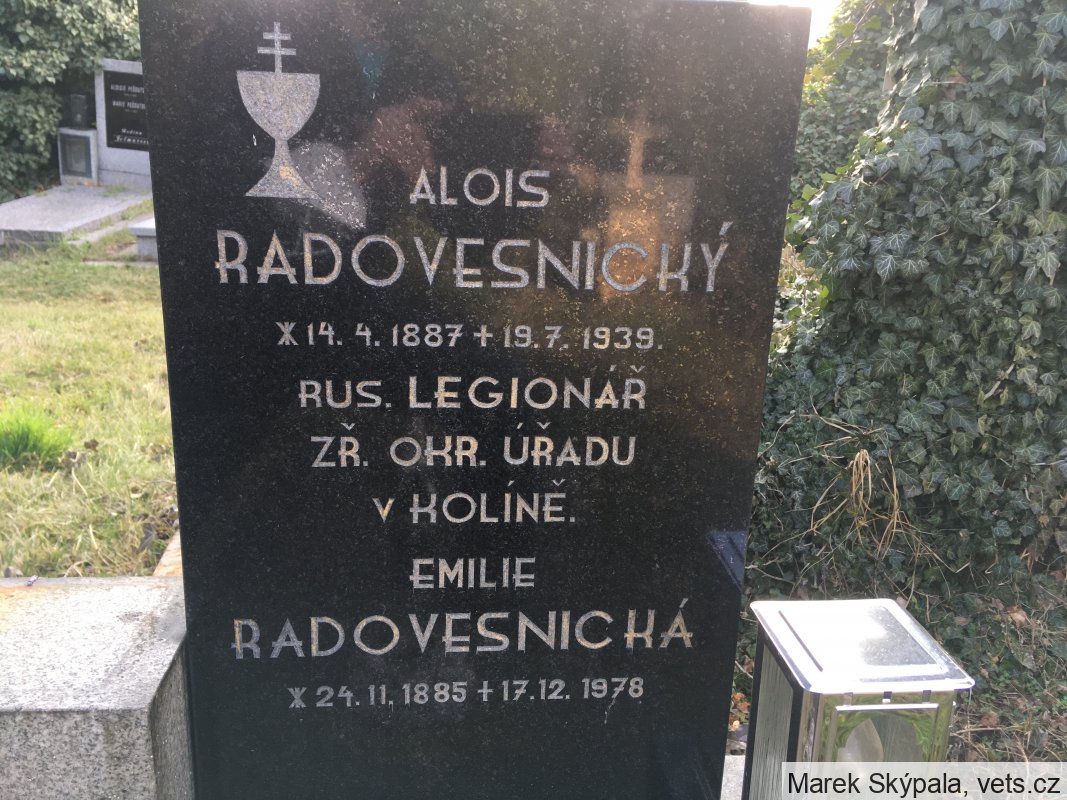 ALOIS
RADOVESNICKÝ
* 14. 4. 1887 + 19. 7. 1939.
RUS. LEGIONÁŘ
ZŘ. OKR. ÚŘADU
V KOLÍNĚ.
EMILIE
RADOVESNICKÁ
* 24. 11. 1885 + 17. 12. 1978
Marek Skýpala, vets.cz